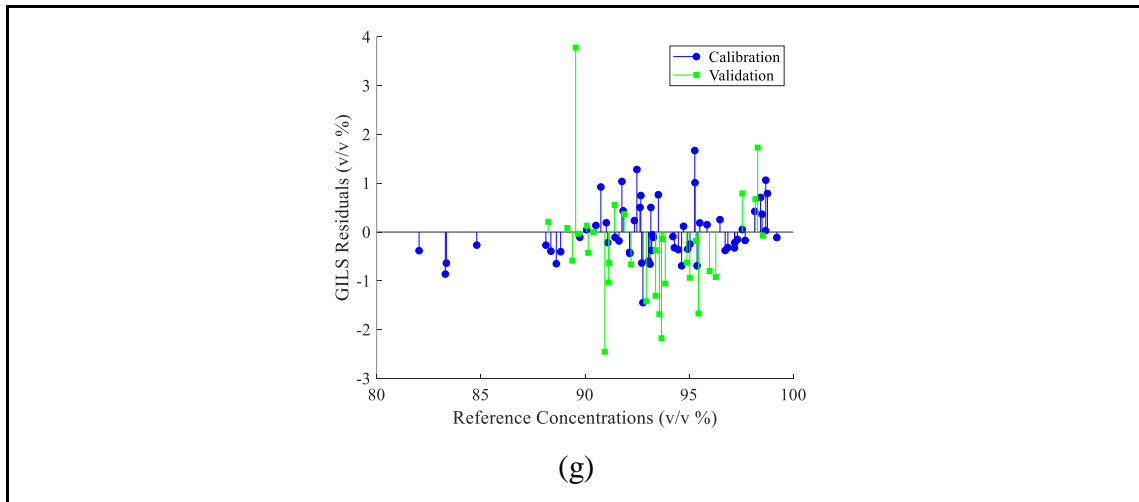 4
3
2
1
0
-1
-2
-3
GILS Residuals (v/v %)
Calibration
Validation
80
85
90
95
100
Reference Concentrations (v/v %)
(g)